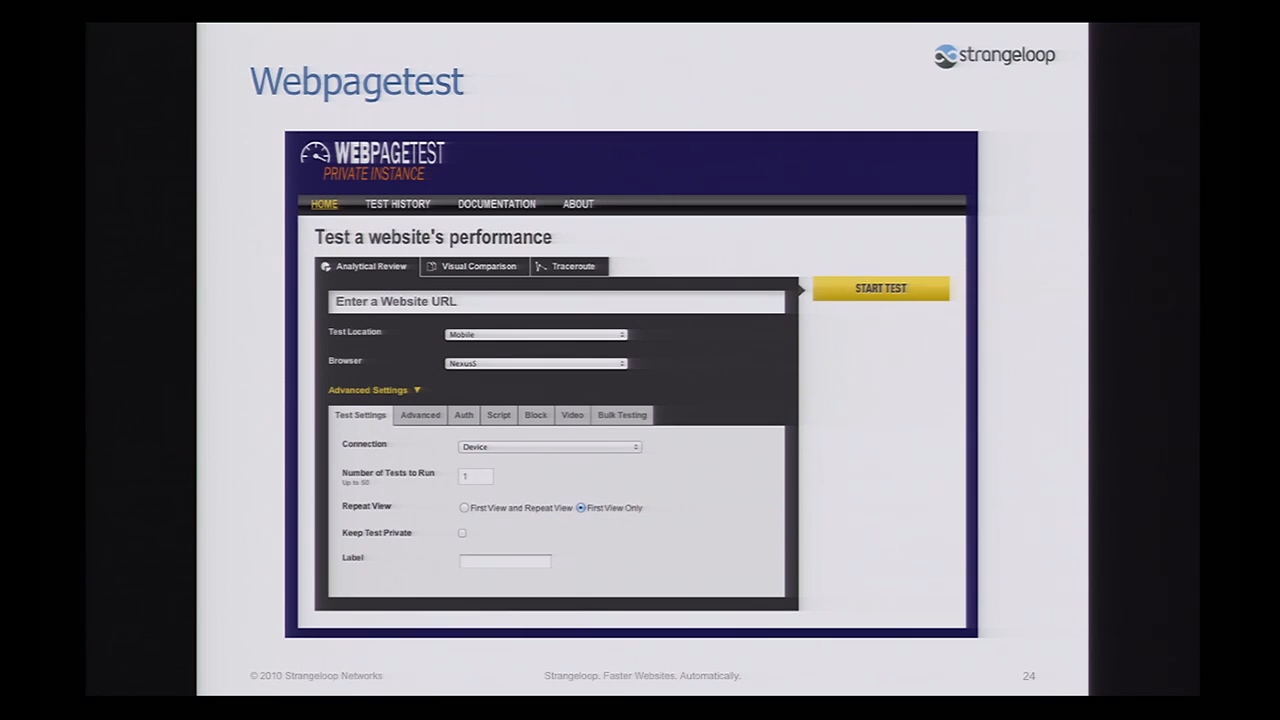 strangeloop
Webpagetest
WEBPAGETEST
PRIVATE INSTANCE
HOME TEST HISTORY DOCUMENTATION ABOUT
Test a website's performance
Analytical Review Visual Comparison Traceroute
START TEST
Enter a Website URL
Test Location Mobile
Browser NexusS
Advanced Settings ▼
Test Settings Advanced Auth Script Block Video Bulk Testing
Connection Device
Number of Tests to Run 1
Up to 50
Repeat View First View and Repeat View First View Only
Keep Test Private
Label
© 2010 Strangeloop Networks Strangeloop. Faster Websites. Automatically. 24